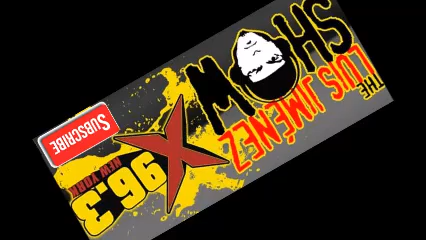 THE
LUIS JIMÉNEZ
SHOW
X 96.3
NEW YORK
SUBSCRIBE